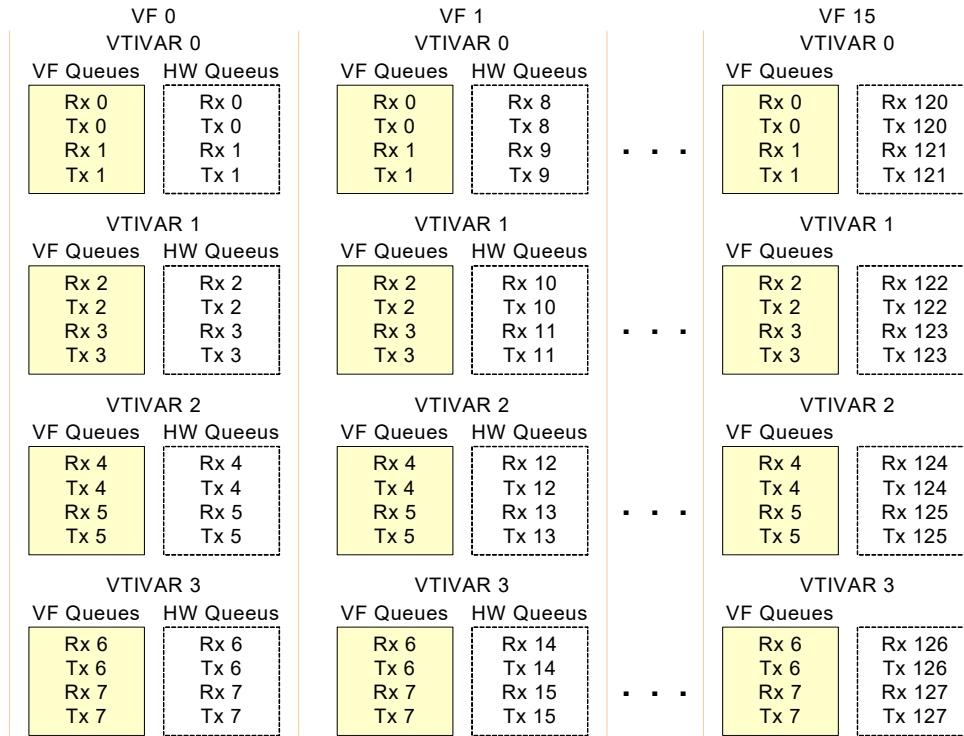 VF 0 VF 1 VF 15
VTIVAR 0 VTIVAR 0 VTIVAR 0
VF Queues HW Queeus VF Queues HW Queeus VF Queues
Rx 0 Rx 0 Rx 0 Rx 8 Rx 0 Rx 120
Tx 0 Tx 0 Tx 0 Tx 8 Tx 0 Tx 120
Rx 1 Rx 1 Rx 1 Rx 9 . . . Rx 1 Rx 121
Tx 1 Tx 1 Tx 1 Tx 9 Tx 1 Tx 121
VTIVAR 1 VTIVAR 1 VTIVAR 1
VF Queues HW Queeus VF Queues HW Queeus VF Queues
Rx 2 Rx 2 Rx 2 Rx 10 Rx 2 Rx 122
Tx 2 Tx 2 Tx 2 Tx 10 Tx 2 Tx 122
Rx 3 Rx 3 Rx 3 Rx 11 . . . Rx 3 Rx 123
Tx 3 Tx 3 Tx 3 Tx 11 Tx 3 Tx 123
VTIVAR 2 VTIVAR 2 VTIVAR 2
VF Queues HW Queeus VF Queues HW Queeus VF Queues
Rx 4 Rx 4 Rx 4 Rx 12 Rx 4 Rx 124
Tx 4 Tx 4 Tx 4 Tx 12 Tx 4 Tx 124
Rx 5 Rx 5 Rx 5 Rx 13 . . . Rx 5 Rx 125
Tx 5 Tx 5 Tx 5 Tx 13 Tx 5 Tx 125
VTIVAR 3 VTIVAR 3 VTIVAR 3
VF Queues HW Queeus VF Queues HW Queeus VF Queues
Rx 6 Rx 6 Rx 6 Rx 14 Rx 6 Rx 126
Tx 6 Tx 6 Tx 6 Tx 14 Tx 6 Tx 126
Rx 7 Rx 7 Rx 7 Rx 15 . . . Rx 7 Rx 127
Tx 7 Tx 7 Tx 7 Tx 15 Tx 7 Tx 127